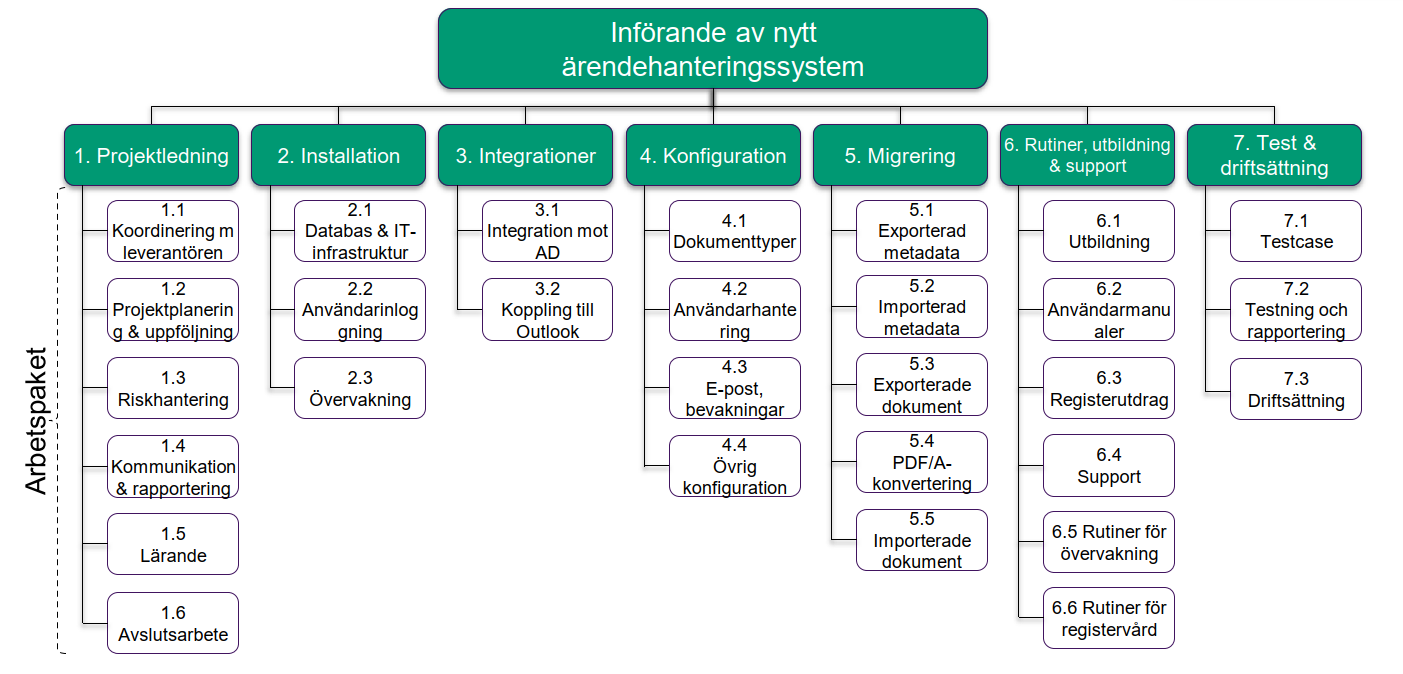 Införande av nytt
ärendehanteringssystem
1. Projektledning
2. Installation
3. Integrationer
4. Konfiguration
5. Migrering
6. Rutiner, utbildning
& support
7. Test &
driftsättning
Arbetspaket
1.1
Koordinering m
leverantören
1.2
Projektplanerin
g & uppföljning
1.3
Riskhantering
1.4
Kommunikation
& rapportering
1.5
Lärande
1.6
Avslutsarbete
2.1
Databas & IT-
infrastruktur
2.2
Användarinlog
gning
2.3
Övervakning
3.1
Integration mot
AD
3.2
Koppling till
Outlook
4.1
Dokumenttyper
4.2
Användarhante
ring
4.3
E-post,
bevakningar
4.4
Övrig
konfiguration
5.1
Exporterad
metadata
5.2
Importerad
metadata
5.3
Exporterade
dokument
5.4
PDF/A-
konvertering
5.5
Importerade
dokument
6.1
Utbildning
6.2
Användarmanu
aler
6.3
Registerutdrag
6.4
Support
6.5 Rutiner för
övervakning
6.6 Rutiner för
registervård
7.1
Testcase
7.2
Testning och
rapportering
7.3
Driftsättning